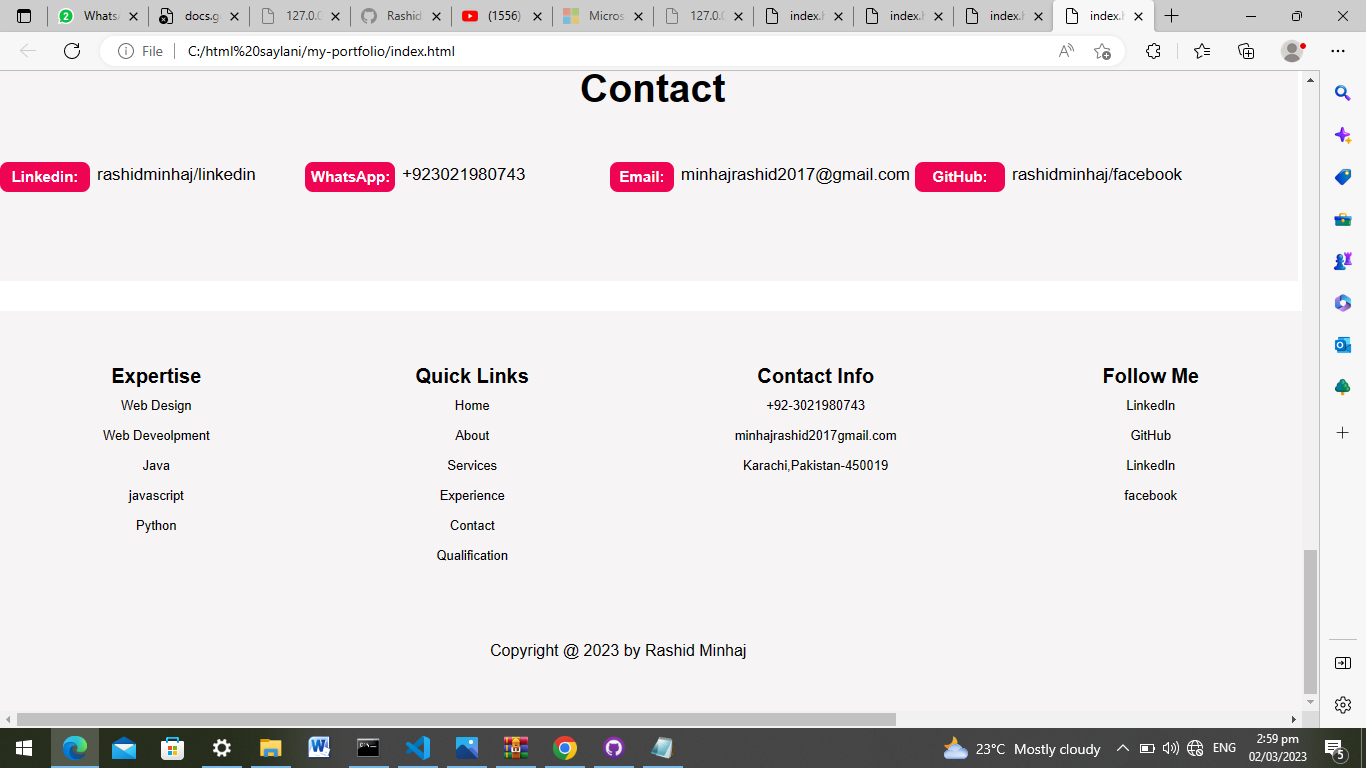 Whats
docs.g
127.0.0
Rashid
(1556)
Micros
127.0.0
index.h
index.h
index.h
index.h
File
C:/html%20saylani/my-portfolio/index.html
Contact
Linkedin: rashidminhaj/linkedin WhatsApp: +923021980743 Email: minhajrashid2017@gmail.com GitHub: rashidminhaj/facebook
Expertise
Web Design
Web Deveolpment
Java
javascript
Python
Quick Links
Home
About
Services
Experience
Contact
Qualification
Contact Info
+92-3021980743
minhajrashid2017gmail.com
Karachi,Pakistan-450019
Follow Me
LinkedIn
GitHub
LinkedIn
facebook
Copyright @ 2023 by Rashid Minhaj
23°C Mostly cloudy
ENG
2:59 pm
02/03/2023
5